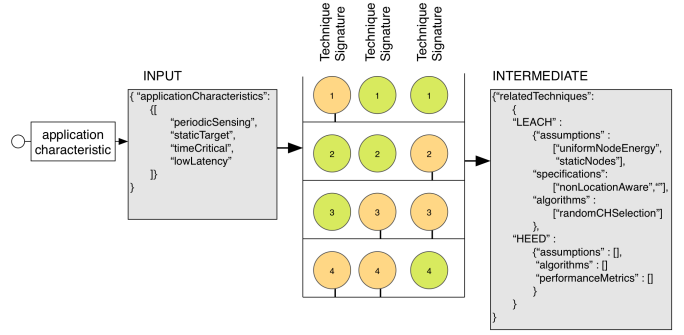 application
characteristic
INPUT
{ “applicationCharacteristics”:
{[
“periodicSensing”,
“staticTarget”,
“timeCritical”,
“lowLatency”
]}
}
Technique
Signature
Technique
Signature
Technique
Signature
1 1 1
2 2 2
3 3 3
4 4 4
INTERMEDIATE
{“relatedTechniques”:
{
“LEACH” :
{“assumptions” :
[“uniformNodeEnergy”,
“staticNodes”],
“specifications”:
[“nonLocationAware”,“”],
“algorithms” :
[“randomCHSelection”]
},
“HEED” :
{“assumptions” : [],
“algorithms” : []
“performanceMetrics” : []
}
}
}